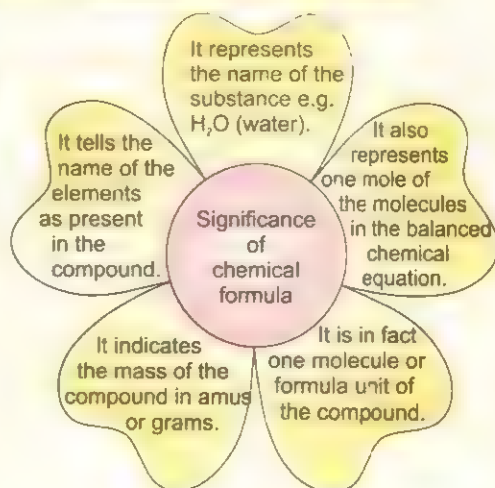 It represents
the name of the
substance e.g.
H₂O (water).
It also
represents
one mole of
the molecules
in the balanced
chemical
equation.
It is in fact
one molecule or
formula unit of
the compound.
It indicates
the mass of the
compound in amus
or grams.
It tells the
name of the
elements
as present
in the
compound.
Significance
of
chemical
formula